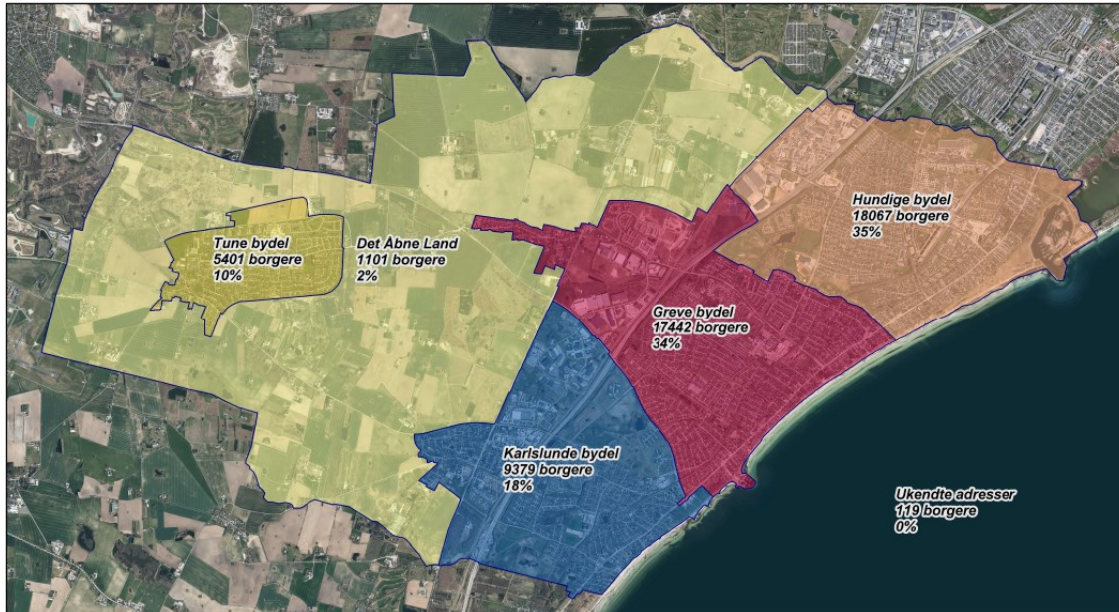 Hundige bydel
18067 borgere
35%
Tune bydel
5401 borgere
10%
Det Åbne Land
1101 borgere
2%
Greve bydel
17442 borgere
34%
Karlslunde bydel
9379 borgere
18%
Ukendte adresser
119 borgere
0%